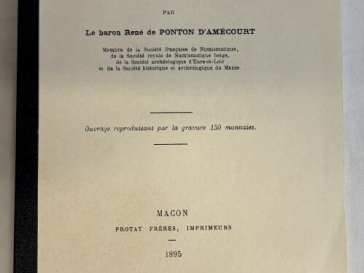 PAR
Le baron René de PONTON D'AMÉCOURT
Membre de la Société française de Numismatique,
de la Société royale de Numismatique belge,
de la Société archéologique d'Eure-et-Loir
et de la Société historique et archéologique du Maine.
Ouvrage reproduisant par la gravure 150 monnaies.
MACON
PROTAT FRÈRES, IMPRIMEURS
1895